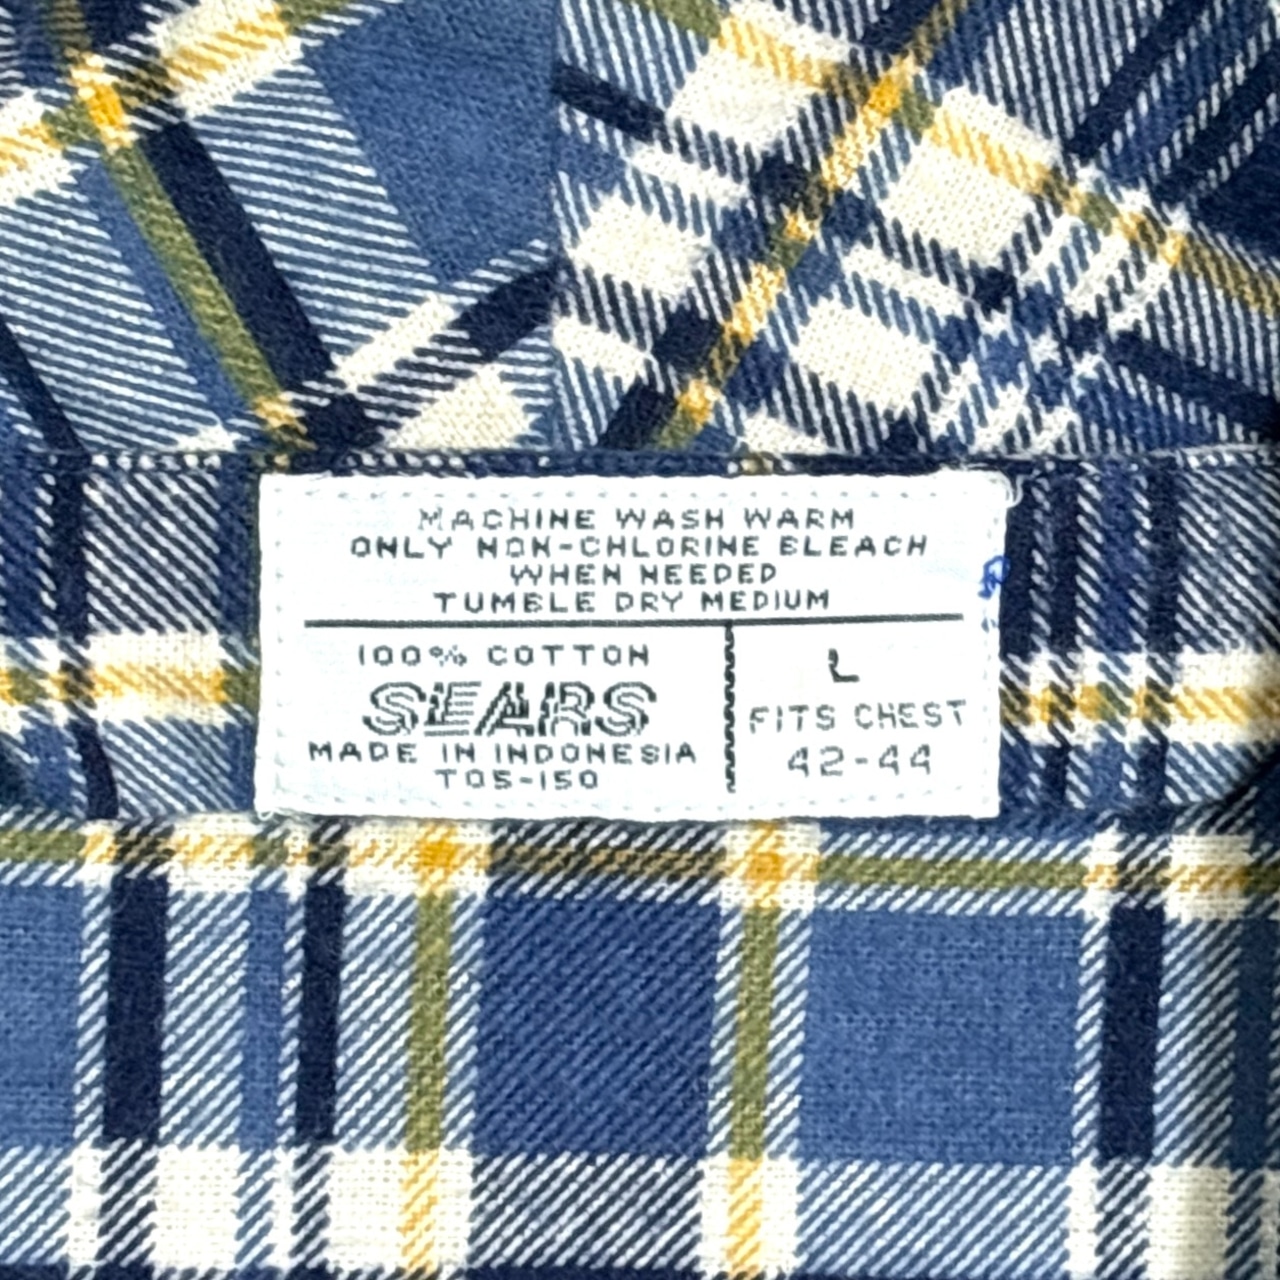 MACHINE WASH WARM
ONLY NON-CHLORINE BLEACH
WHEN NEEDED
TUMBLE DRY MEDIUM
100% COTTON
SEARS
MADE IN INDONESIA
T05-150
L
FITS CHEST
42-44